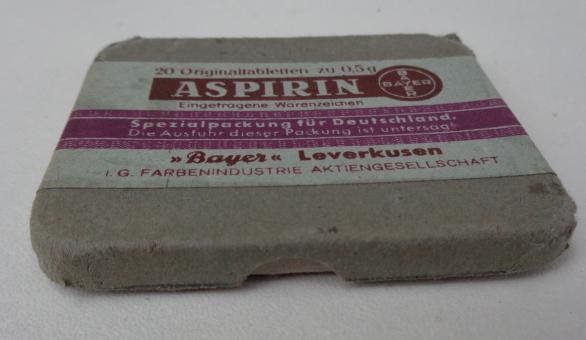 20 Originaltabletten zu 0,5 g
ASPIRIN
BAYER
BAYER
Eingetragene Warenzeichen
Spezialpackung für Deutschland.
Die Ausfuhr dieser Packung ist untersagt.
»Bayer« Leverkusen
I.G. FARBENINDUSTRIE AKTIENGESELLSCHAFT